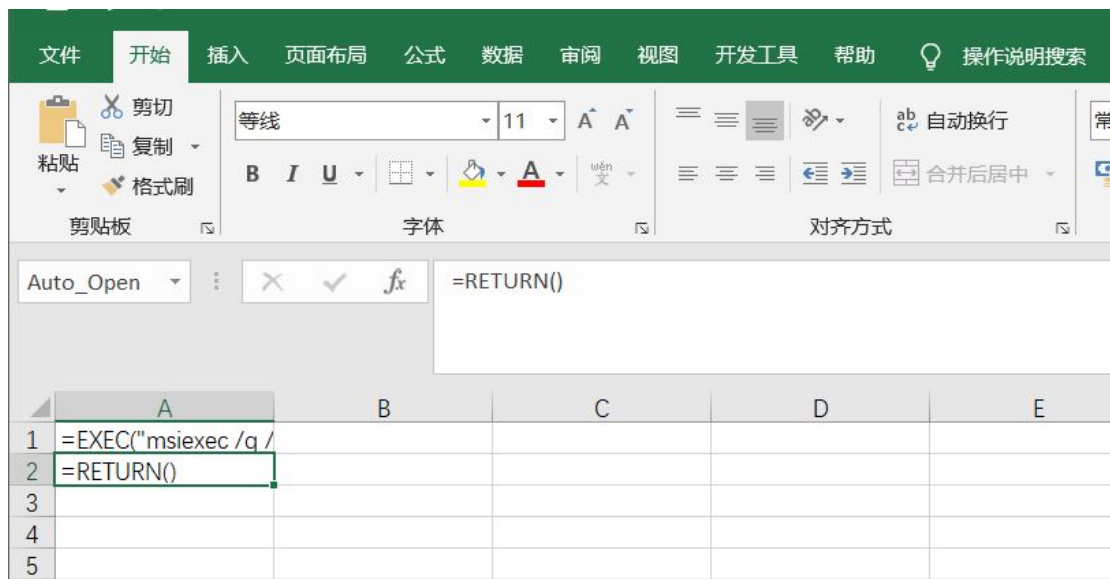 文件 开始 插入 页面布局 公式 数据 审阅 视图 开发工具 帮助 操作说明搜索
剪切
复制
格式刷
粘贴
等线 11 A A
B I U A wén 文
ab c 自动换行
合并后居中
常
剪贴板 字体 对齐方式
Auto_Open fx =RETURN()
A B C D E
1 =EXEC("msiexec /q /
2 =RETURN()
3
4
5